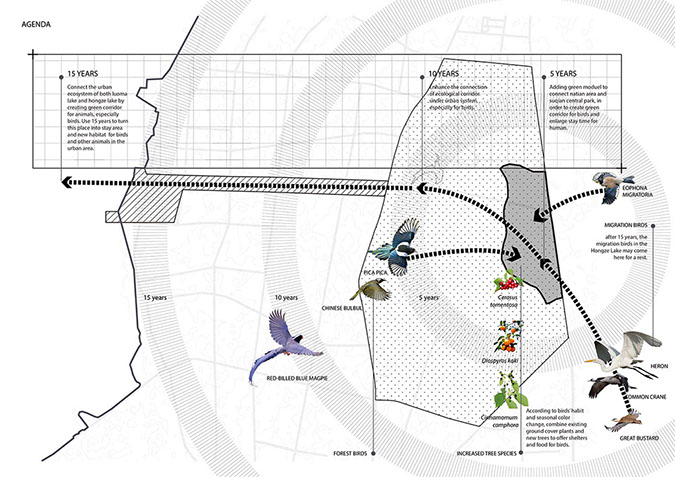 AGENDA
15 YEARS
Connect the urban
ecosystem of both luoma
lake and hongze lake by
creating green corridor
for animals, especially
birds. Use 15 years to turn
this place into stay area
and new habitat for birds
and other animals in the
urban area.
10 YEARS
Enhance the connection
of ecological corridor
under urban system,
especially for birds.
5 YEARS
Adding green moduel to
connect natian area and
suqian central park, in
order to create green
corridor for birds and
enlarge stay time for
human.
EOPHONA
MIGRATORIA
MIGRATION BIRDS
after 15 years, the
migration birds in the
Hongze Lake may come
here for a rest.
PICA PICA
CHINESE BULBUL
15 years
10 years
5 years
Cerasus
tomentosa
RED-BILLED BLUE MAGPIE
Diospyros kaki
HERON
COMMON CRANE
Cinnamomum
camphora
According to birds' habit
and seasonal color
change, combine existing
ground cover plants and
new trees to offer shelters
and food for birds.
GREAT BUSTARD
FOREST BIRDS
INCREASED TREE SPECIES